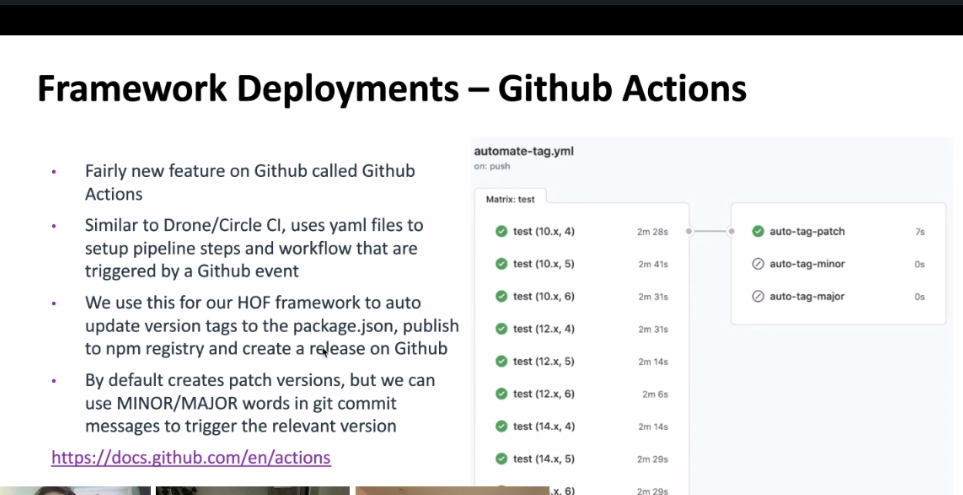 Framework Deployments – Github Actions
• Fairly new feature on Github called Github
Actions
• Similar to Drone/Circle CI, uses yaml files to
setup pipeline steps and workflow that are
triggered by a Github event
• We use this for our HOF framework to auto
update version tags to the package.json, publish
to npm registry and create a release on Github
• By default creates patch versions, but we can
use MINOR/MAJOR words in git commit
messages to trigger the relevant version
https://docs.github.com/en/actions
automate-tag.yml
on: push
Matrix: test
test (10.x, 4) 2m 28s
test (10.x, 5) 2m 41s
test (10.x, 6) 2m 31s
test (12.x, 4) 2m 31s
test (12.x, 5) 2m 14s
test (12.x, 6) 2m 6s
test (14.x, 4) 2m 14s
test (14.x, 5) 2m 29s
.x, 6) 2m 29s
auto-tag-patch 7s
auto-tag-minor 0s
auto-tag-major 0s